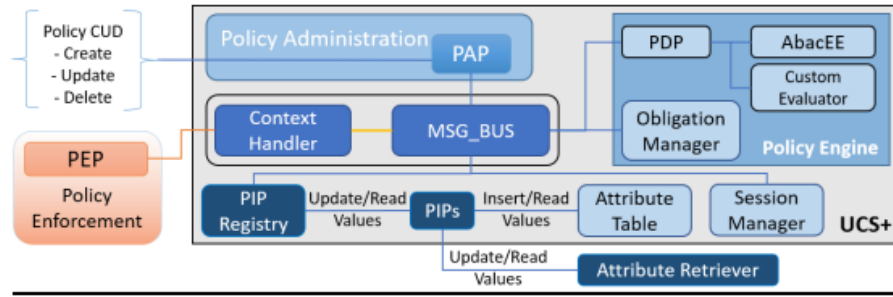 Policy CUD
- Create
- Update
- Delete
Policy Administration
PAP
PDP
AbacEE
Custom
Evaluator
Context
Handler
MSG_BUS
Obligation
Manager
Policy Engine
PEP
Policy
Enforcement
PIP
Registry
Update/Read
Values
PIPs
Insert/Read
Values
Attribute
Table
Session
Manager
UCS+
Update/Read
Values
Attribute Retriever